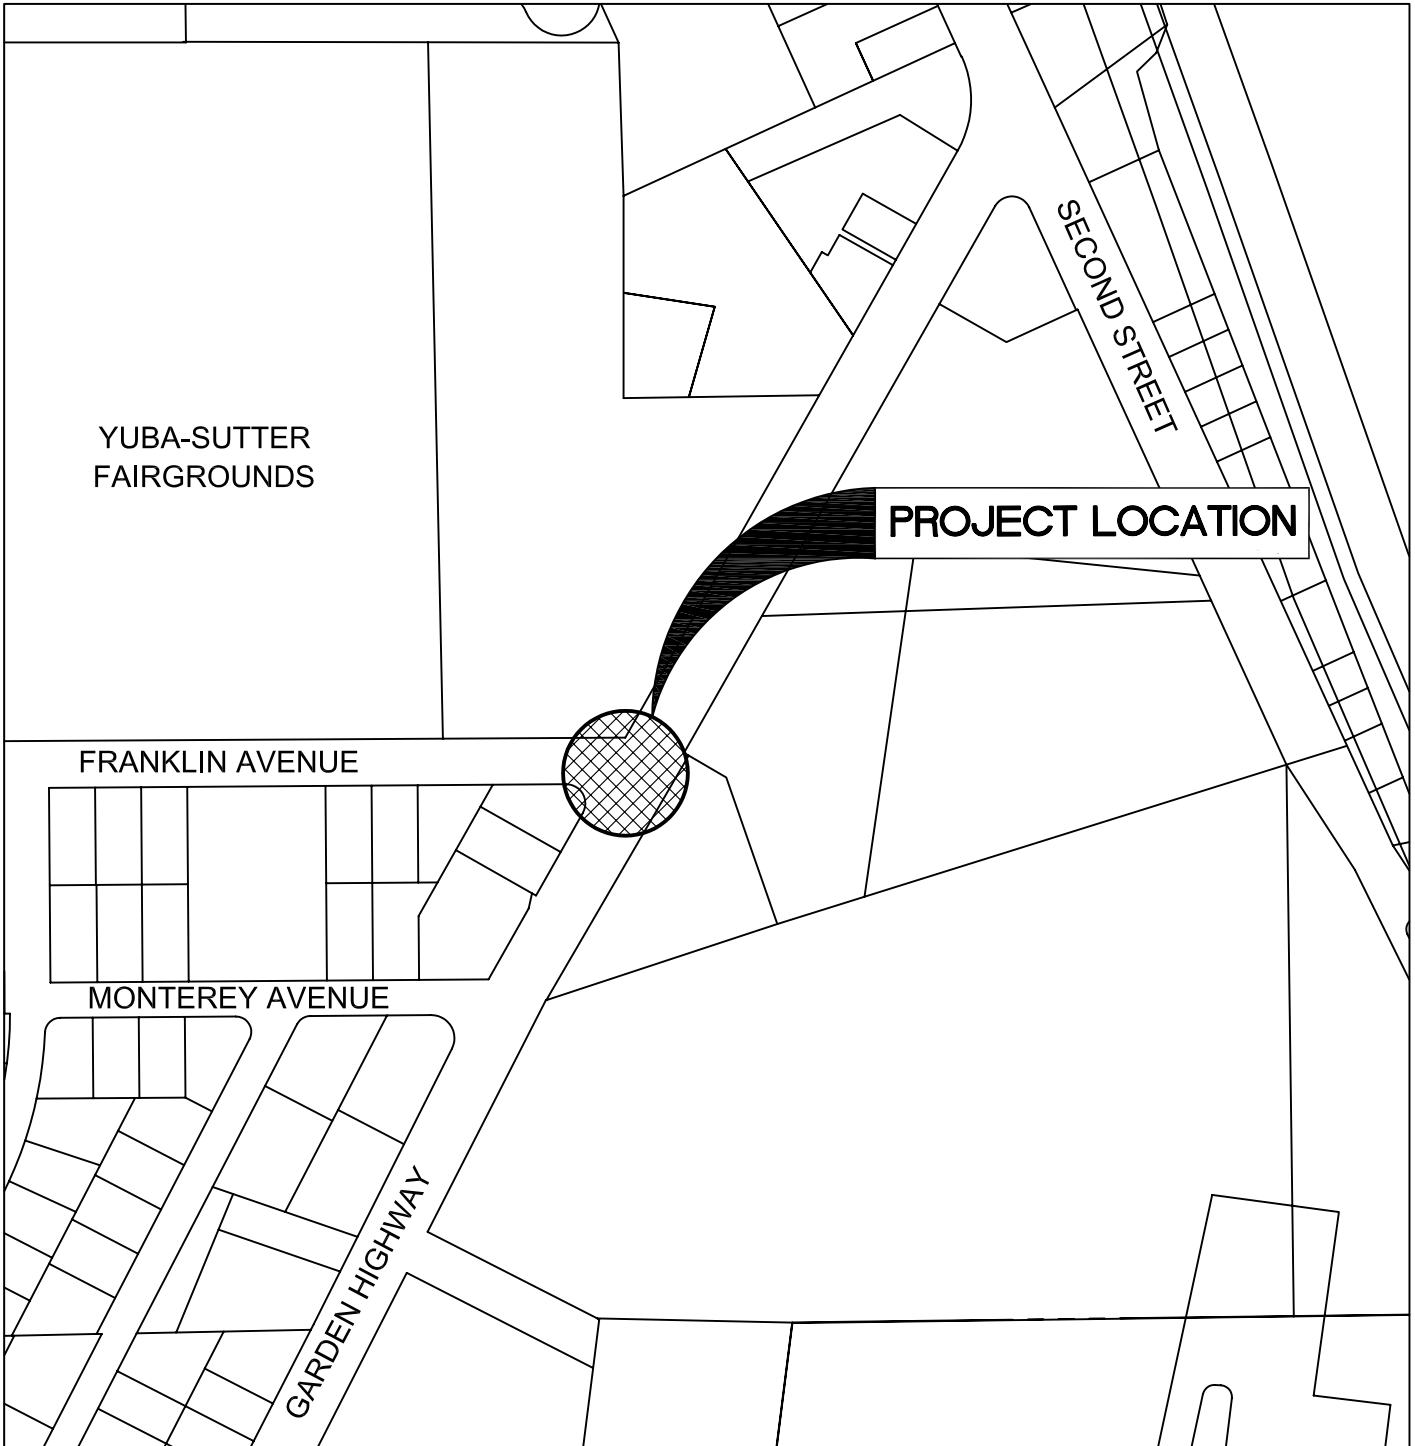 SECOND STREET
YUBA-SUTTER
FAIRGROUNDS
PROJECT LOCATION
FRANKLIN AVENUE
MONTEREY AVENUE
GARDEN HIGHWAY